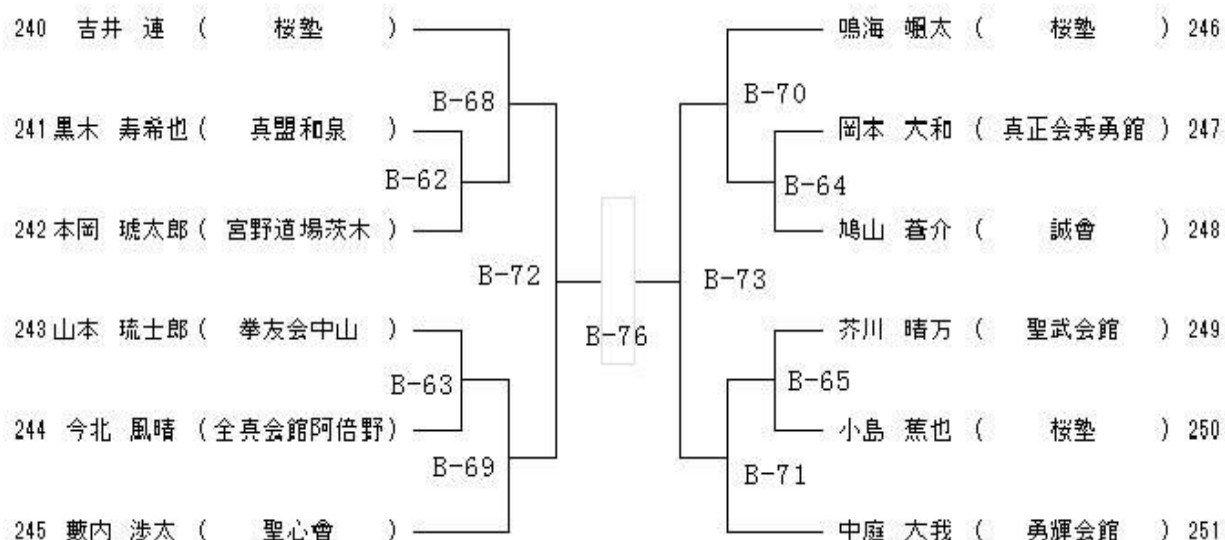 240 吉井 連 ( 桜塾 ) 鳴海 颯太 ( 桜塾 ) 246
B-68 B-70
241 黒木 寿希也 ( 真盟和泉 ) 岡本 大和 ( 真正会秀勇館 ) 247
B-62 B-64
242 本岡 琥太郎 ( 宮野道場茨木 ) 鳩山 蒼介 ( 誠會 ) 248
B-72 B-73
243 山本 琉士郎 ( 拳友会中山 ) 芥川 晴万 ( 聖武会館 ) 249
B-76
B-63 B-65
244 今北 風晴 ( 全真会館阿倍野 ) 小島 蕉也 ( 桜塾 ) 250
B-69 B-71
245 藪内 渉太 ( 聖心會 ) 中庭 大我 ( 勇輝会館 ) 251